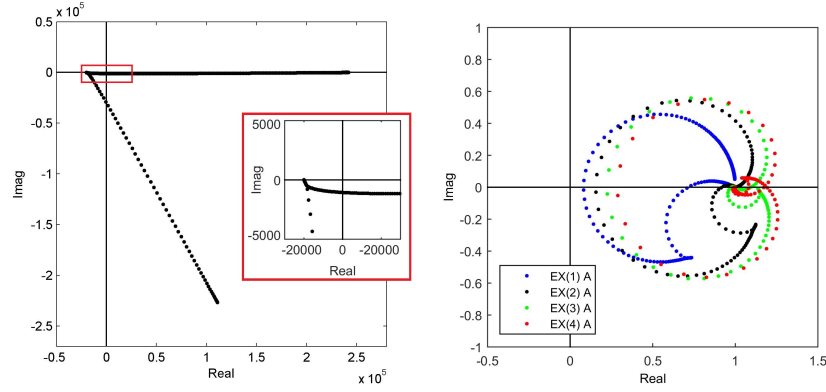 × 10^5
0.5
0
-0.5
-1
-1.5
-2
-2.5
-0.5 0 0.5 1 1.5 2 2.5
× 10^5
Real
Imag
5000
0
-5000
-20000 0 -20000
Real
Imag
1
0.8
0.6
0.4
0.2
0
-0.2
-0.4
-0.6
-0.8
-1
-0.5 0 0.5 1 1.5
Real
Imag
EX(1) A
EX(2) A
EX(3) A
EX(4) A